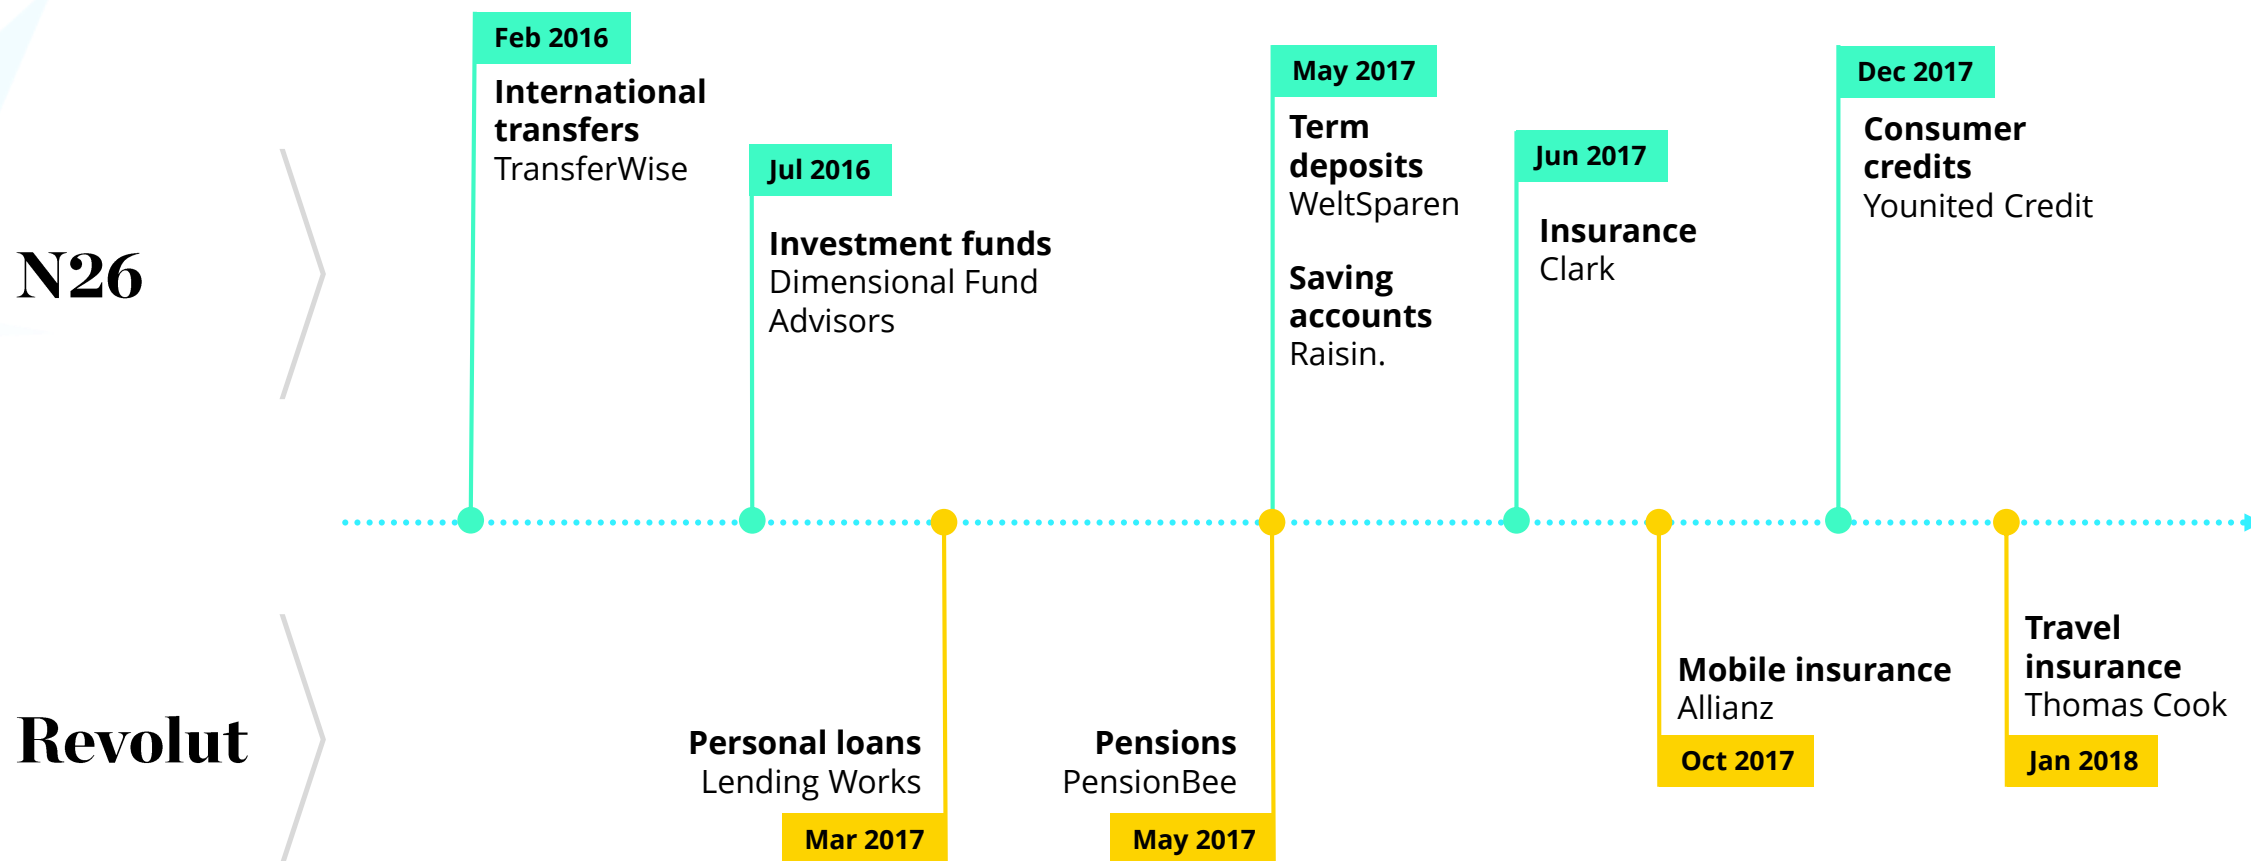 N26
Feb 2016
International
transfers
TransferWise
Jul 2016
Investment funds
Dimensional Fund
Advisors
May 2017
Term
deposits
WeltSparen
Saving
accounts
Raisin.
Jun 2017
Insurance
Clark
Dec 2017
Consumer
credits
Younited Credit
Revolut
Personal loans
Lending Works
Mar 2017
Pensions
PensionBee
May 2017
Mobile insurance
Allianz
Oct 2017
Travel
insurance
Thomas Cook
Jan 2018